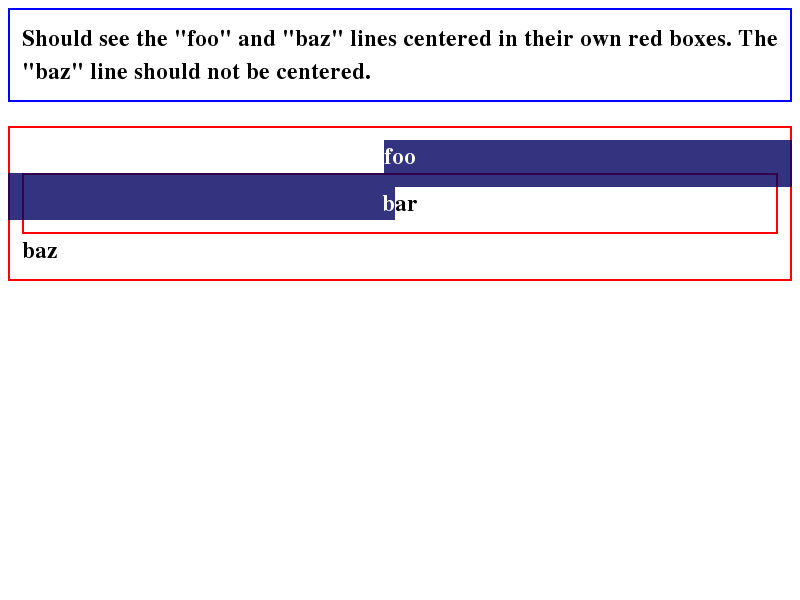 Should see the "foo" and "baz" lines centered in their own red boxes. The
"baz" line should not be centered.
foo
bar
baz